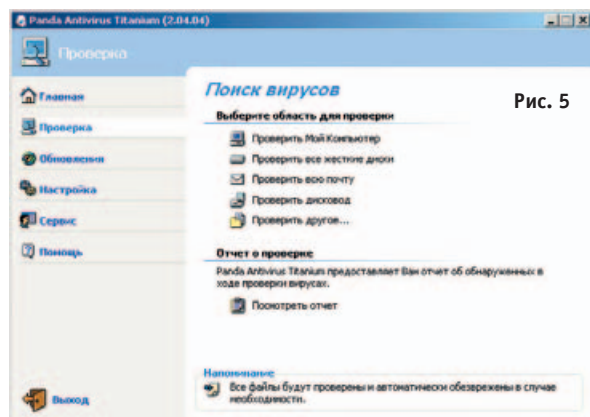 Panda Antivirus Titanium (2.04.04)
Проверка
Главная
Проверка
Обновления
Настройка
Сервис
Помощь
Выход
Поиск вирусов
Рис. 5
Выберите область для проверки
Проверить Мой Компьютер
Проверить все жесткие диски
Проверить всю почту
Проверить дисковод
Проверить другое...
Отчет о проверке
Panda Antivirus Titanium предоставляет Вам отчет об обнаруженных в
ходе проверки вирусах.
Посмотреть отчет
Напоминание
Все файлы будут проверены и автоматически обезврежены в случае
необходимости.